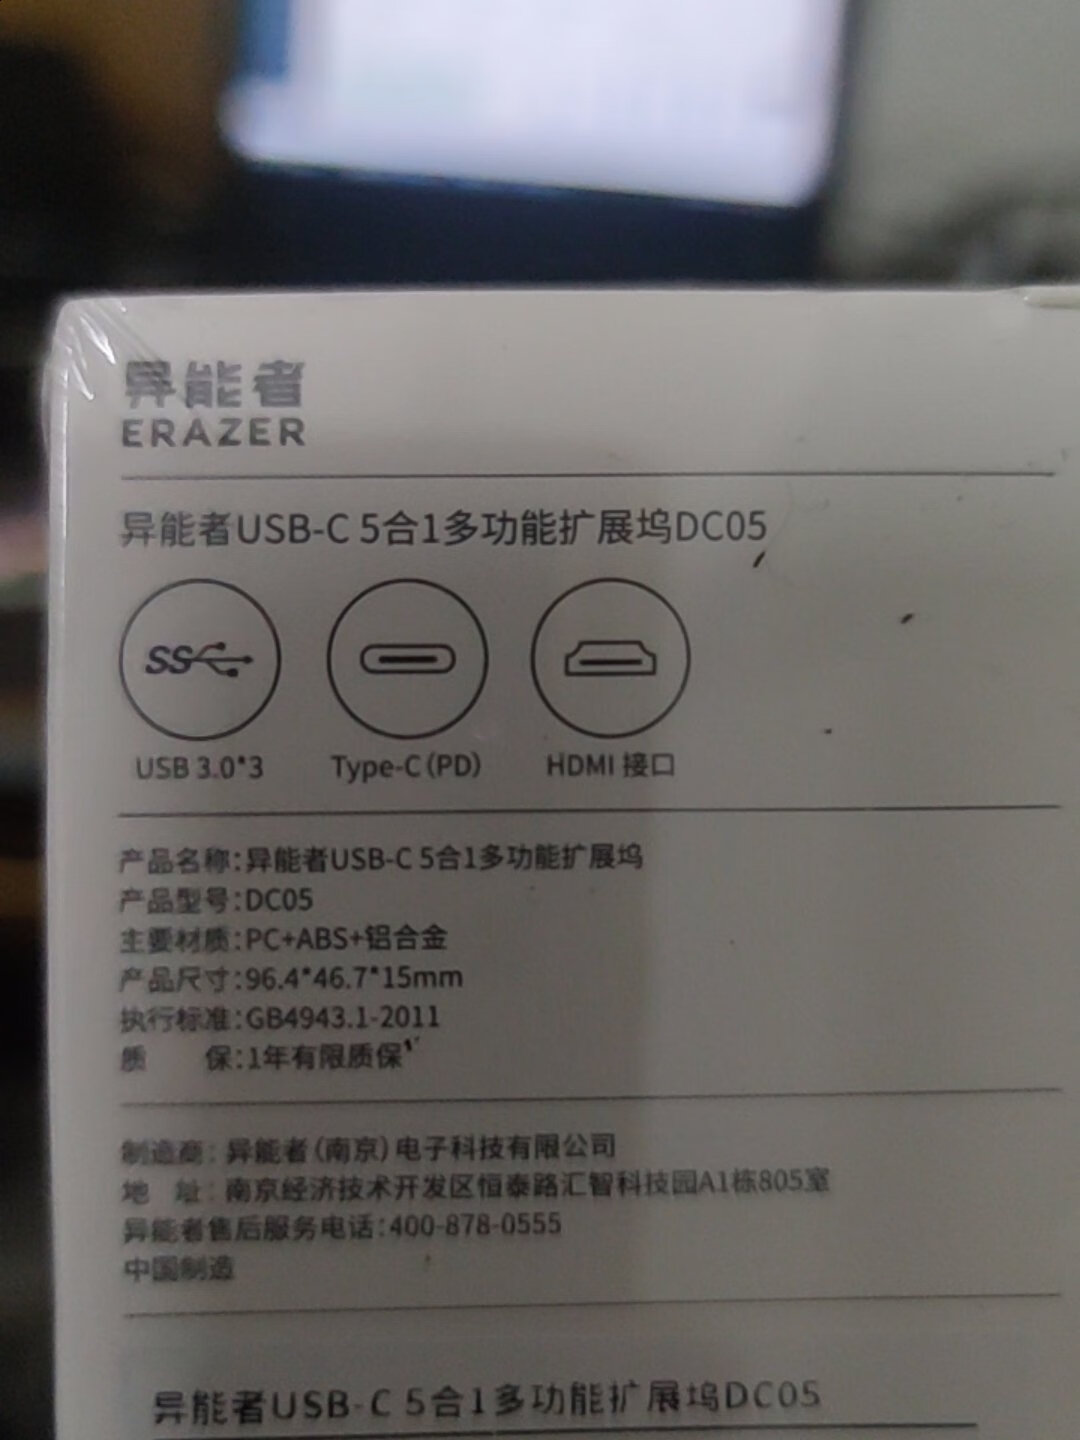 异能者
ERAZER
异能者USB-C 5合1多功能扩展坞DC05
SS
USB 3.0*3
Type-C(PD)
HDMI 接口
产品名称:异能者USB-C 5合1多功能扩展坞
产品型号:DC05
主要材质:PC+ABS+铝合金
产品尺寸:96.4*46.7*15mm
执行标准:GB4943.1-2011
质 保:1年有限质保
制造商: 异能者(南京)电子科技有限公司
地 址: 南京经济技术开发区恒泰路汇智科技园A1栋805室
异能者售后服务电话:400-878-0555
中国制造
异能者USB-C 5合1多功能扩展坞DC05